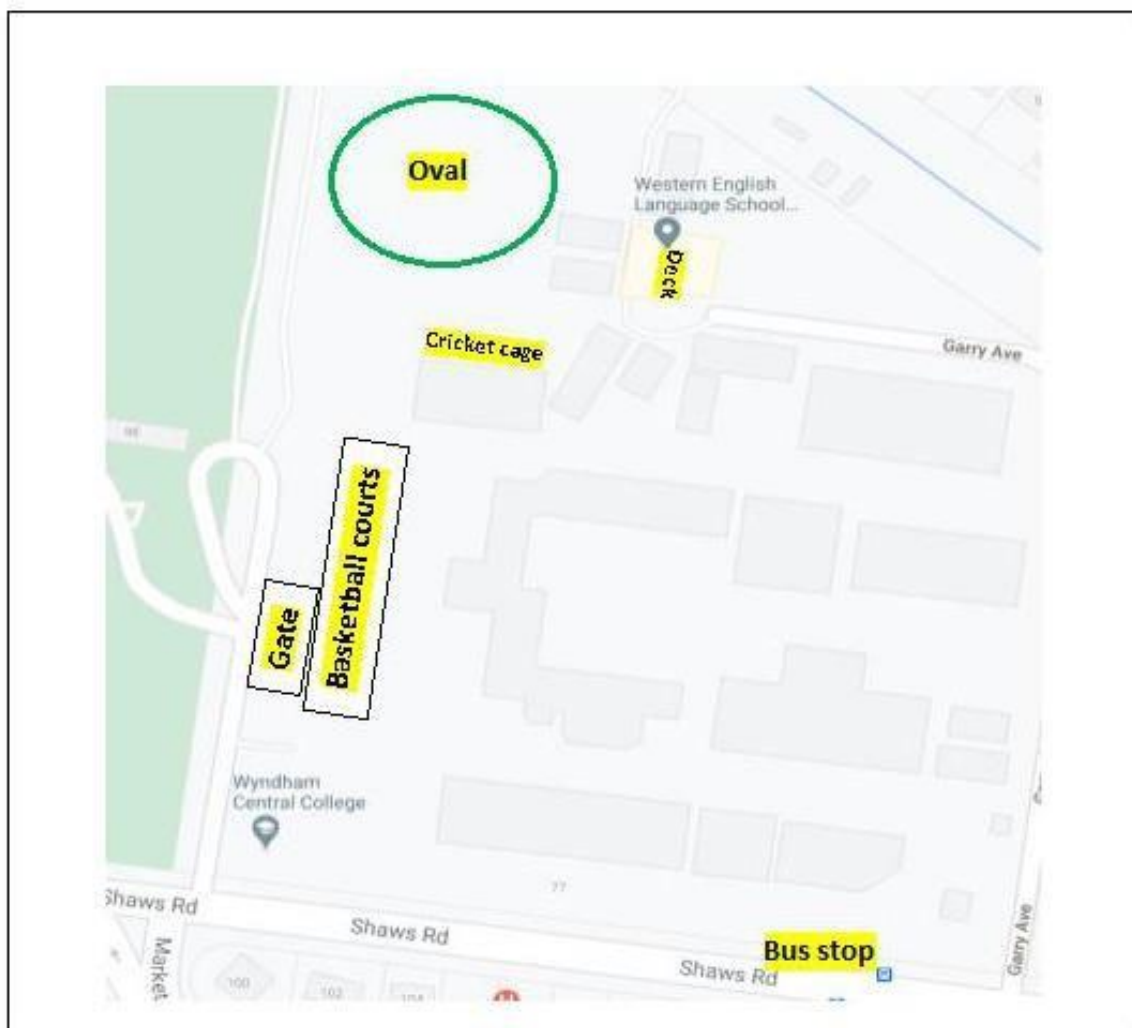 Oval
Western English
Language School...
Deck
Cricket cage
Garry Ave
Basketball courts
Gate
Wyndham
Central College
77
Shaws Rd
Shaws Rd
Bus stop
Shaws Rd
Garry Ave
Market
100
102
104
H